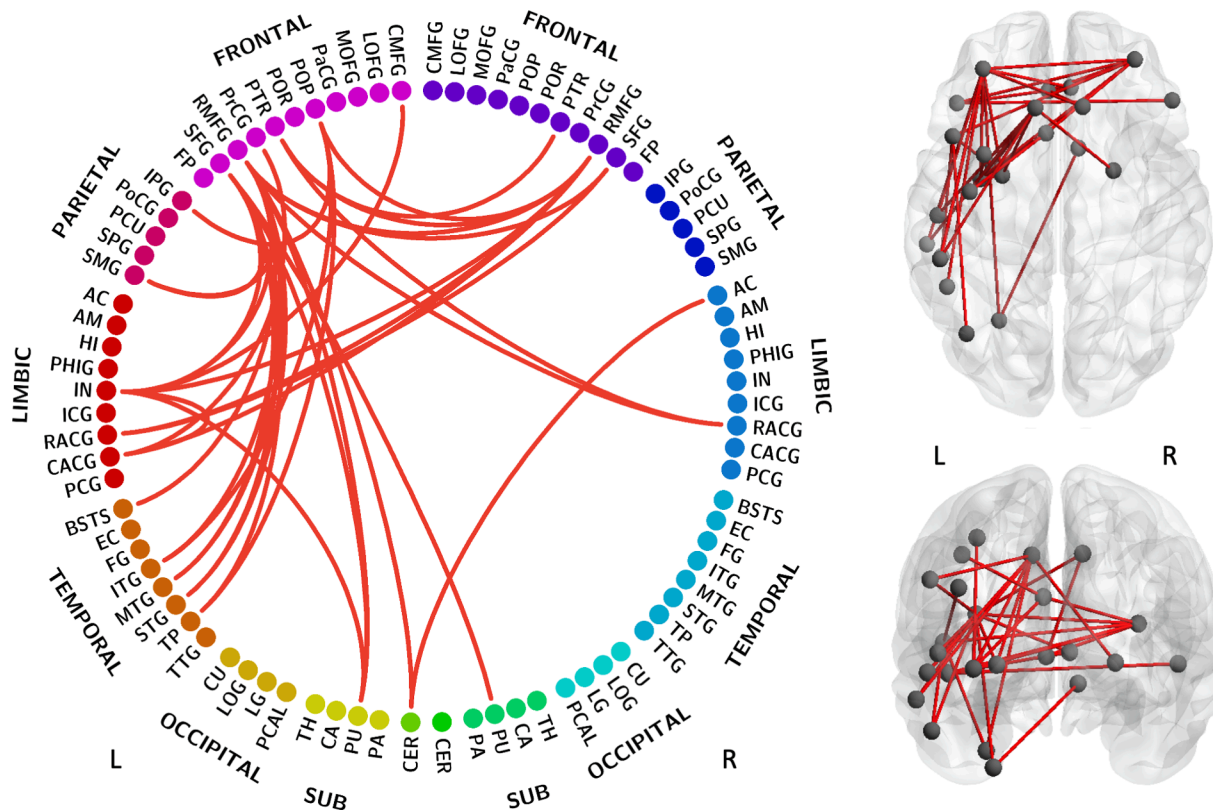 FRONTAL
CMFG
LOFG
MOFG
PaCG
POP
POR
PTR
PrCG
RMFG
SFG
FP
PARIETAL
IPG
PoCG
PCU
SPG
SMG
LIMBIC
AC
AM
HI
PHIG
IN
ICG
RACG
CACG
PCG
TEMPORAL
BSTS
EC
FG
ITG
MTG
STG
TP
TTG
OCCIPITAL
CU
LOG
LG
PCAL
SUB
TH
CA
PU
PA
CER
L
FRONTAL
CMFG
LOFG
MOFG
PaCG
POP
POR
PTR
PrCG
RMFG
SFG
FP
PARIETAL
IPG
PoCG
PCU
SPG
SMG
LIMBIC
AC
AM
HI
PHIG
IN
ICG
RACG
CACG
PCG
TEMPORAL
BSTS
EC
FG
ITG
MTG
STG
TP
TTG
OCCIPITAL
CU
LOG
LG
PCAL
SUB
TH
CA
PU
PA
CER
R
L
R